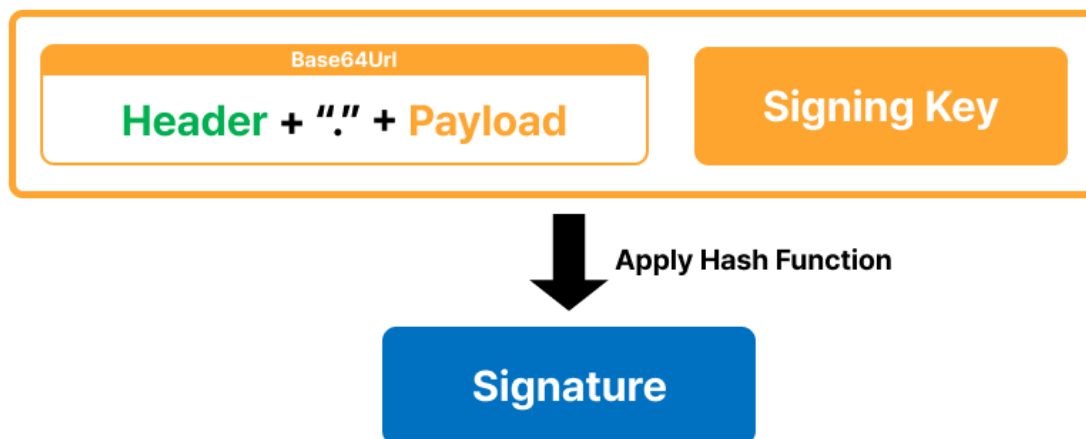 Base64Url
Header + “.” + Payload
Signing Key
Apply Hash Function
Signature